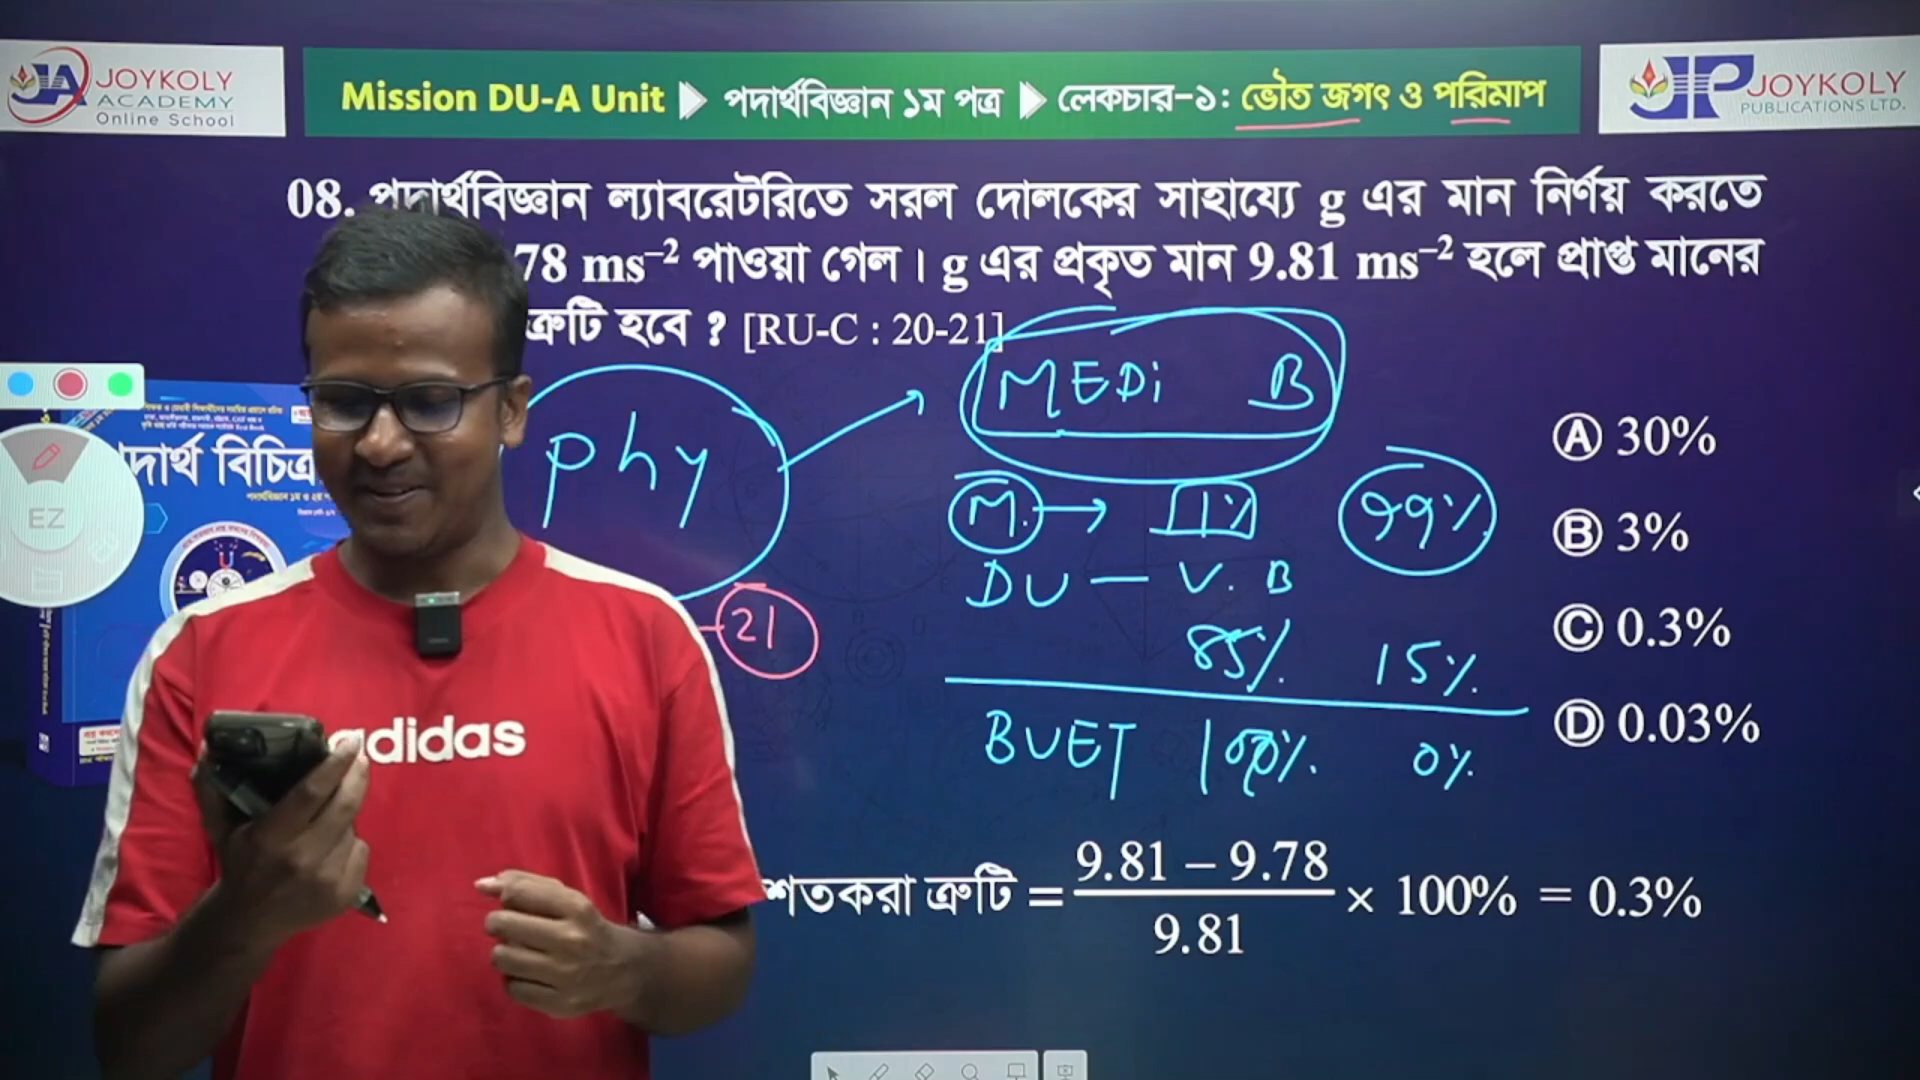 JOYKOLY
ACADEMY
Online School
Mission DU-A Unit ▶ পদার্থবিজ্ঞান ১ম পত্র ▶ লেকচার-১: ভৌত জগৎ ও পরিমাপ
JOYKOLY
PUBLICATIONS LTD.
08. পদার্থবিজ্ঞান ল্যাবরেটরিতে সরল দোলকের সাহায্যে g এর মান নির্ণয় করতে
78 ms⁻² পাওয়া গেল। g এর প্রকৃত মান 9.81 ms⁻² হলে প্রাপ্ত মানের
ত্রুটি হবে ? [RU-C : 20-21]
phy
MEDi B
M. → 1% 99%
DU — V. B
21
85% 15%
BUET 100% 0%
Ⓐ 30%
Ⓑ 3%
Ⓒ 0.3%
Ⓓ 0.03%
দার্থ বিচিত্রা
EZ
adidas
শতকরা ত্রুটি = 9.81 – 9.78 / 9.81 × 100% = 0.3%